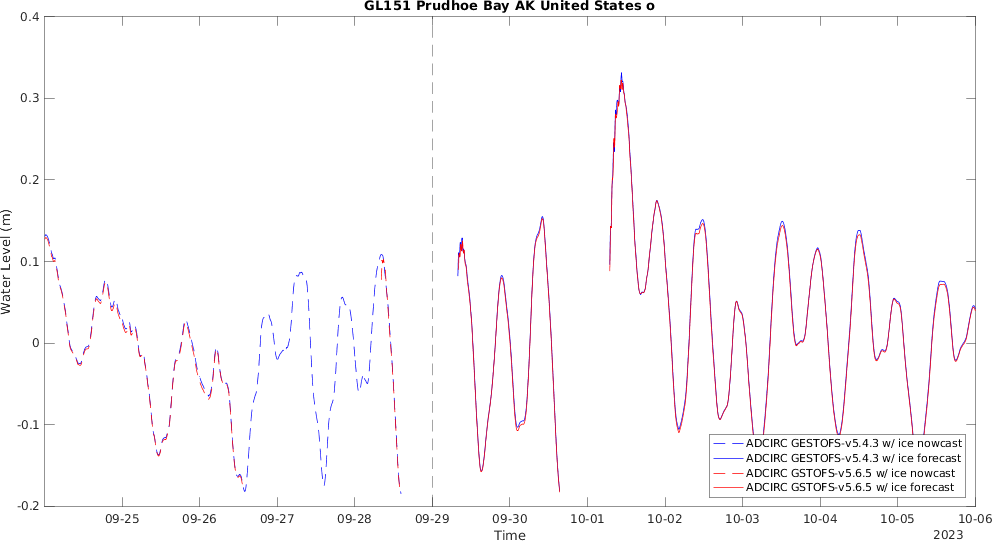 GL151 Prudhoe Bay AK United States o
0.4
0.3
0.2
0.1
0
-0.1
-0.2
Water Level (m)
ADCIRC GESTOFS-v5.4.3 w/ ice nowcast
ADCIRC GESTOFS-v5.4.3 w/ ice forecast
ADCIRC GSTOFS-v5.6.5 w/ ice nowcast
ADCIRC GSTOFS-v5.6.5 w/ ice forecast
09-25 09-26 09-27 09-28 09-29 09-30 10-01 10-02 10-03 10-04 10-05 10-06
Time
2023